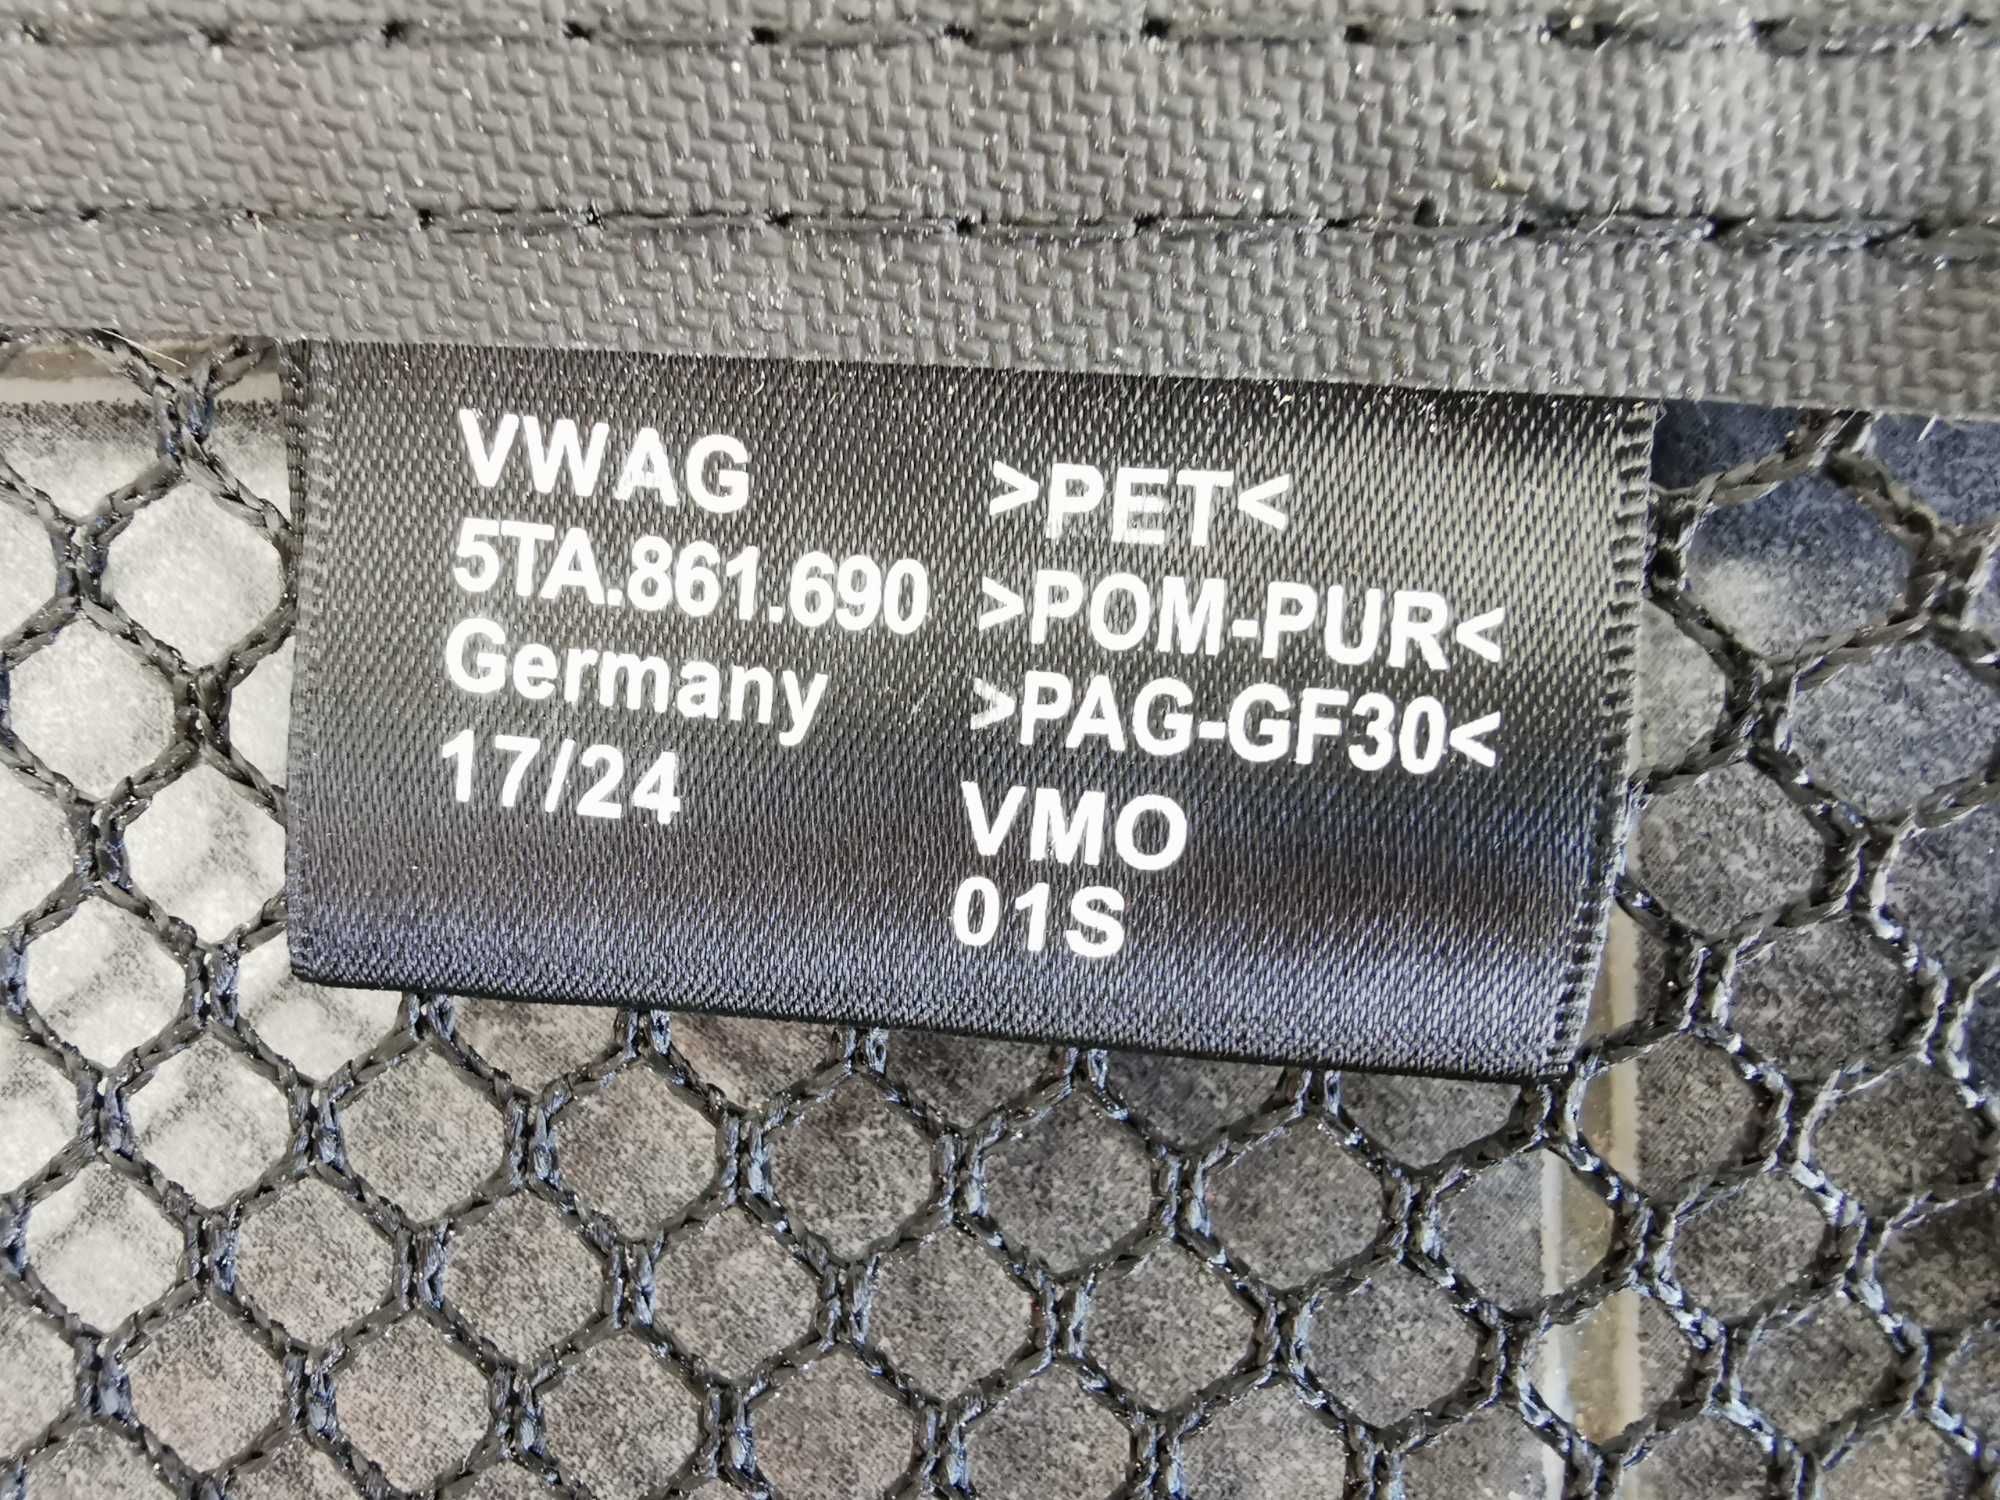 VWAG
5TA.861.690
Germany
17/24
>PET<
>POM-PUR<
>PAG-GF30<
VMO
01S